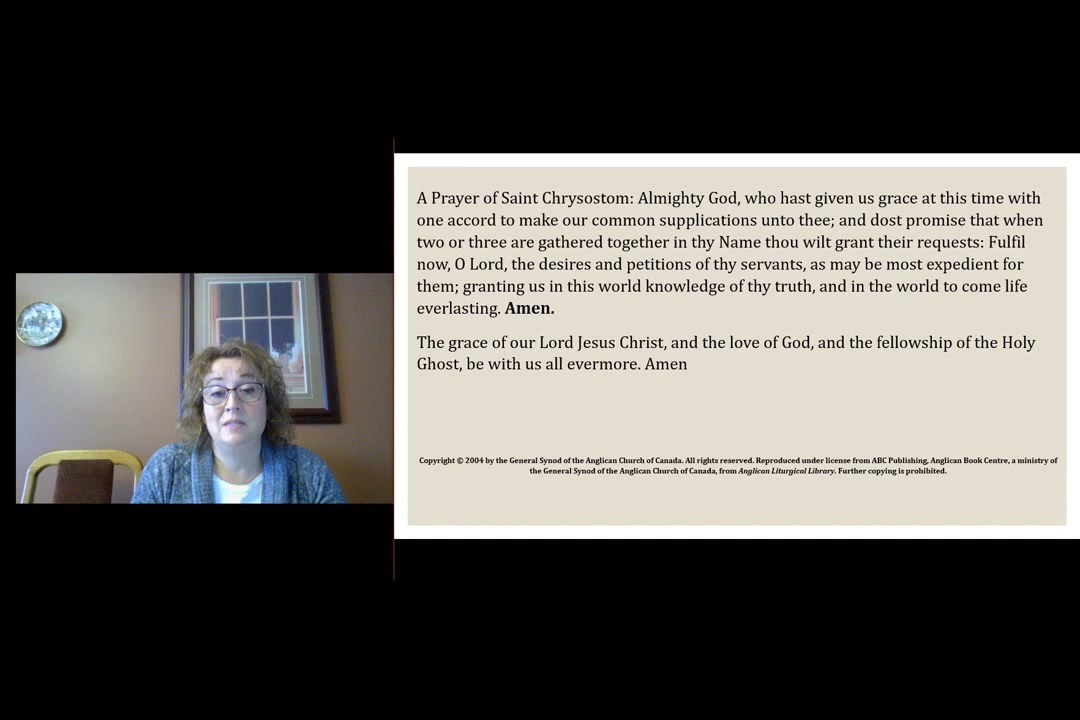 A Prayer of Saint Chrysostom: Almighty God, who hast given us grace at this time with
one accord to make our common supplications unto thee; and dost promise that when
two or three are gathered together in thy Name thou wilt grant their requests: Fulfil
now, O Lord, the desires and petitions of thy servants, as may be most expedient for
them; granting us in this world knowledge of thy truth, and in the world to come life
everlasting. Amen.
The grace of our Lord Jesus Christ, and the love of God, and the fellowship of the Holy
Ghost, be with us all evermore. Amen
Copyright © 2004 by the General Synod of the Anglican Church of Canada. All rights reserved. Reproduced under license from ABC Publishing, Anglican Book Centre, a ministry of
the General Synod of the Anglican Church of Canada, from Anglican Liturgical Library. Further copying is prohibited.